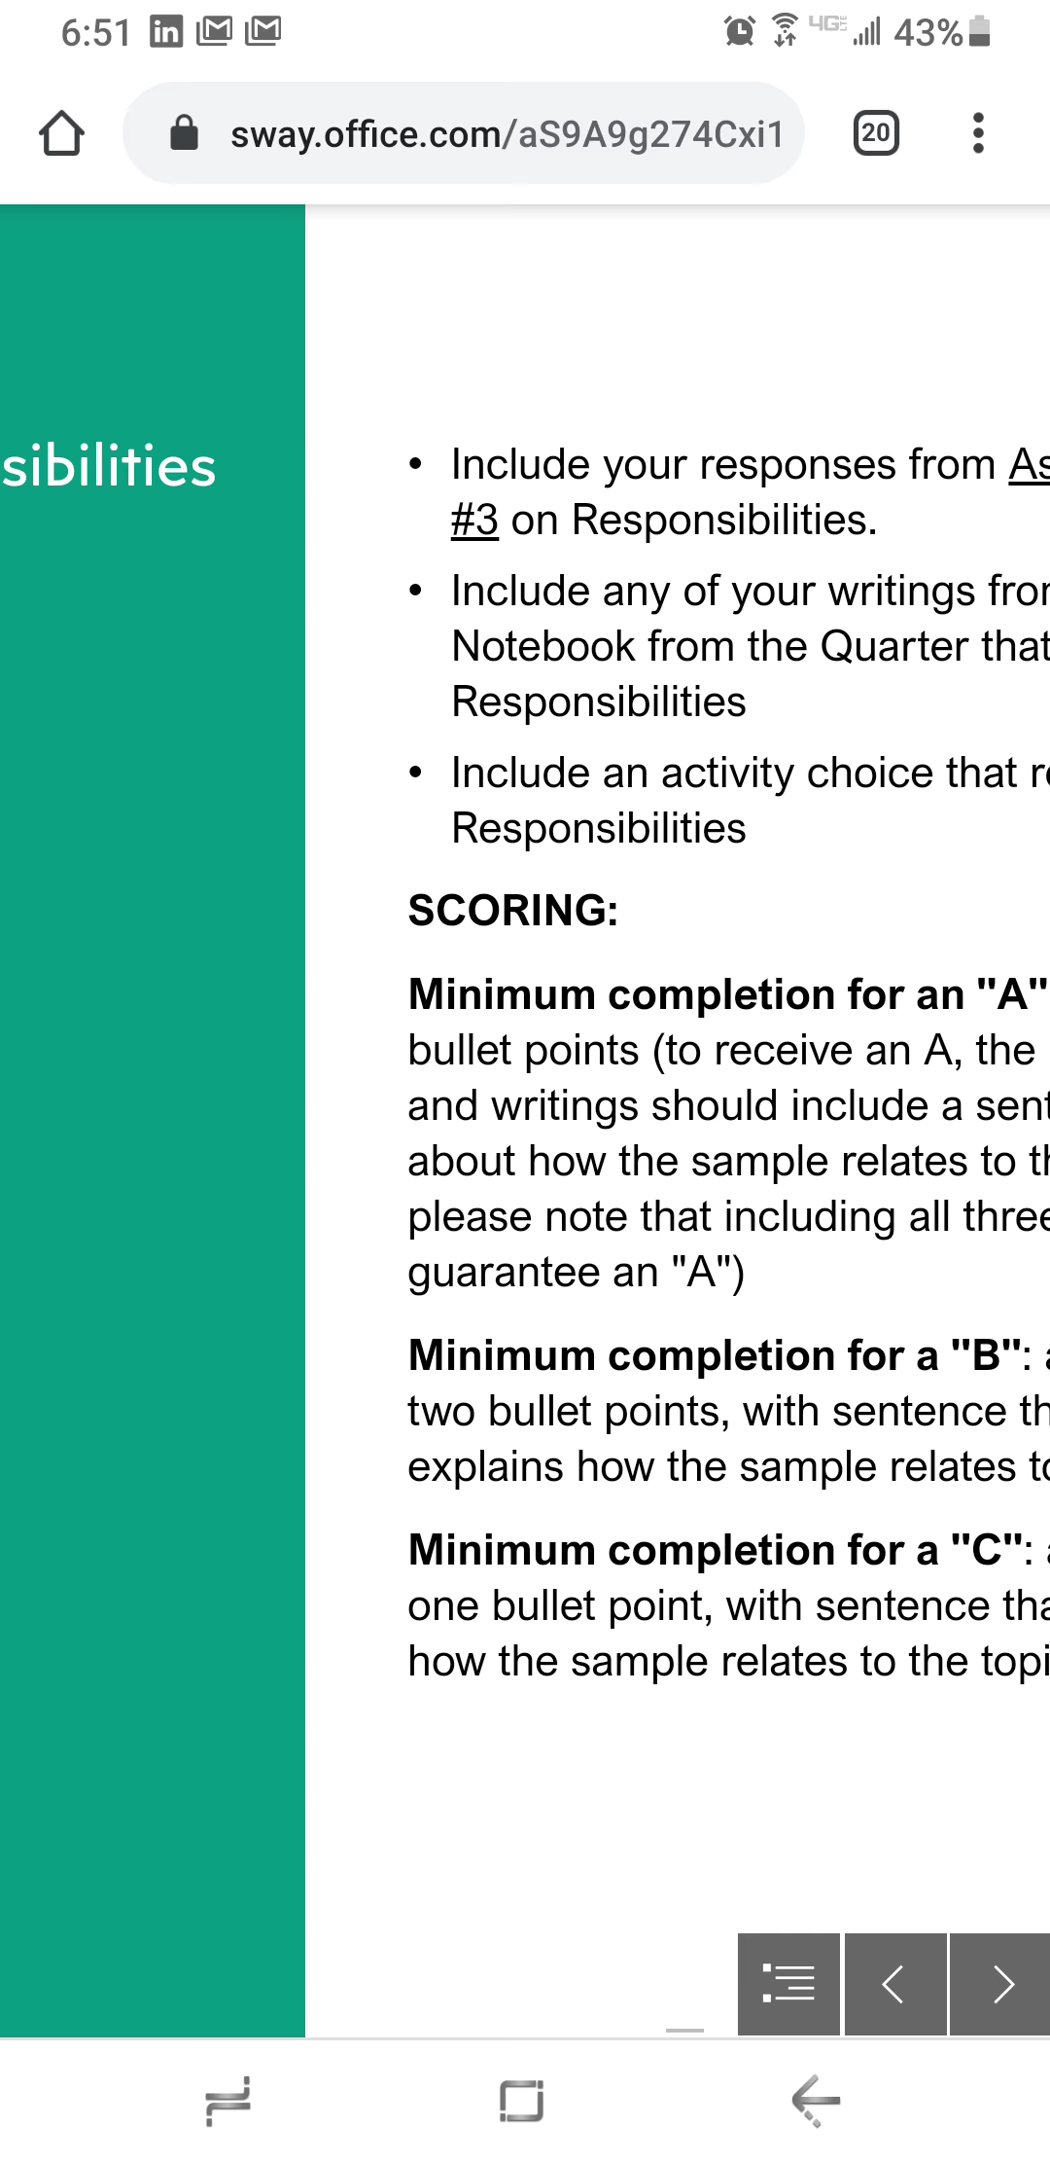 6:51
43%
sway.office.com/aS9A9g274Cxi1
20
sibilities
• Include your responses from As
#3 on Responsibilities.
• Include any of your writings from
Notebook from the Quarter that
Responsibilities
• Include an activity choice that re
Responsibilities
SCORING:
Minimum completion for an "A"
bullet points (to receive an A, the
and writings should include a sent
about how the sample relates to th
please note that including all three
guarantee an "A")
Minimum completion for a "B": a
two bullet points, with sentence th
explains how the sample relates to
Minimum completion for a "C": a
one bullet point, with sentence tha
how the sample relates to the topi